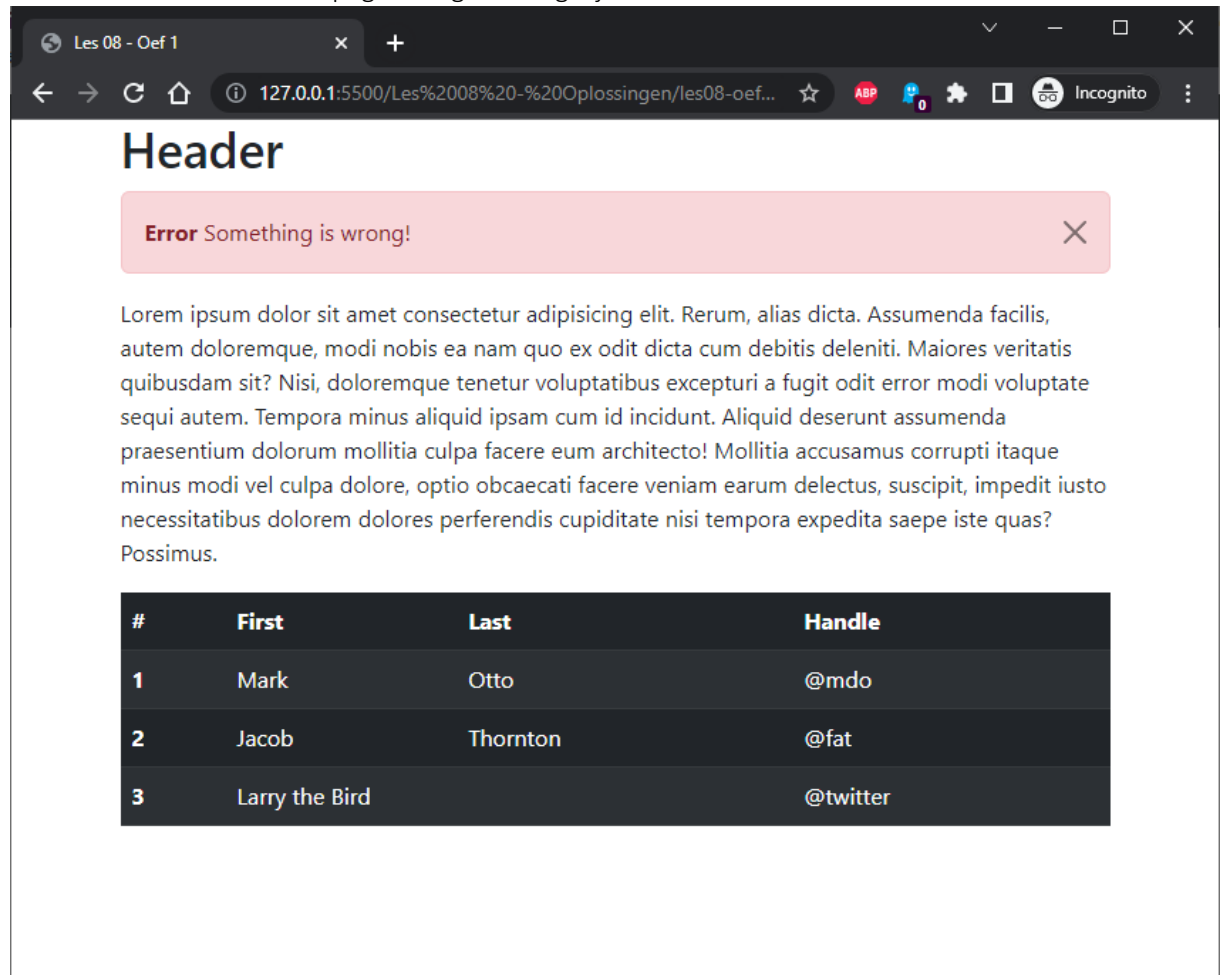 Les 08 - Oef 1
127.0.0.1:5500/Les%2008%20-%20Oplossingen/les08-oef...
ABP
0
Incognito
Header
Error Something is wrong!
Lorem ipsum dolor sit amet consectetur adipisicing elit. Rerum, alias dicta. Assumenda facilis,
autem doloremque, modi nobis ea nam quo ex odit dicta cum debitis deleniti. Maiores veritatis
quibusdam sit? Nisi, doloremque tenetur voluptatibus excepturi a fugit odit error modi voluptate
sequi autem. Tempora minus aliquid ipsam cum id incidunt. Aliquid deserunt assumenda
praesentium dolorum mollitia culpa facere eum architecto! Mollitia accusamus corrupti itaque
minus modi vel culpa dolore, optio obcaecati facere veniam earum delectus, suscipit, impedit iusto
necessitatibus dolorem dolores perferendis cupiditate nisi tempora expedita saepe iste quas?
Possimus.
# First Last Handle
1 Mark Otto @mdo
2 Jacob Thornton @fat
3 Larry the Bird @twitter